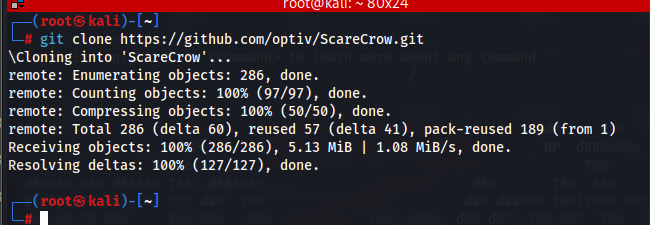 root@kali: ~ 80x24
┌──(root㉿kali)-[~]
└─# git clone https://github.com/optiv/ScareCrow.git
\Cloning into 'ScareCrow'...
remote: Enumerating objects: 286, done.
remote: Counting objects: 100% (97/97), done.
remote: Compressing objects: 100% (50/50), done.
remote: Total 286 (delta 60), reused 57 (delta 41), pack-reused 189 (from 1)
Receiving objects: 100% (286/286), 5.13 MiB | 1.08 MiB/s, done.
Resolving deltas: 100% (127/127), done.
┌──(root㉿kali)-[~]
└─#